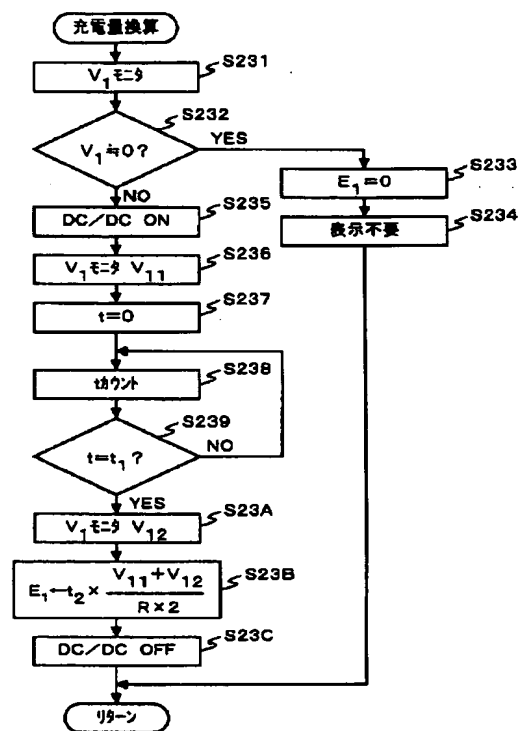 充電量換算
V₁モニタ
S231
S232
V₁≒0?
YES
NO
S233
E₁=0
S234
表示不要
S235
DC/DC ON
S236
V₁モニタ V₁₁
S237
t=0
S238
tカウント
S239
t=t₁?
NO
YES
S23A
V₁モニタ V₁₂
S23B
E₁←t₂×(V₁₁+V₁₂)/(R×2)
S23C
DC/DC OFF
リターン